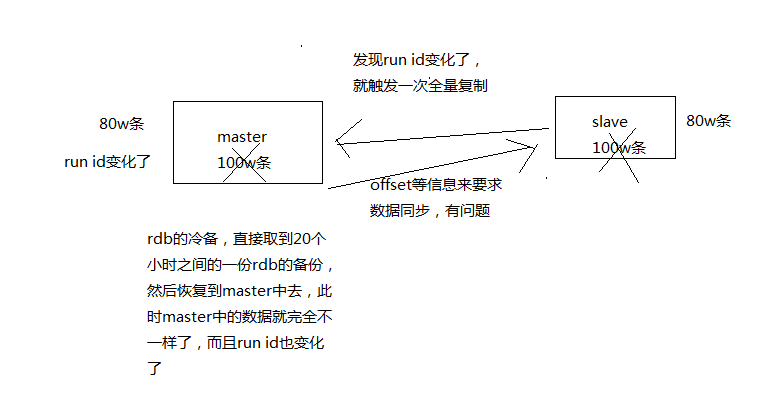 发现run id变化了，
就触发一次全量复制
80w条
master
slave
80w条
run id变化了
100w条
100w条
offset等信息来要求
数据同步，有问题
rdb的冷备，直接取到20个
小时之间的一份rdb的备份，
然后恢复到master中去，此
时master中的数据就完全不
一样了，而且run id也变化
了